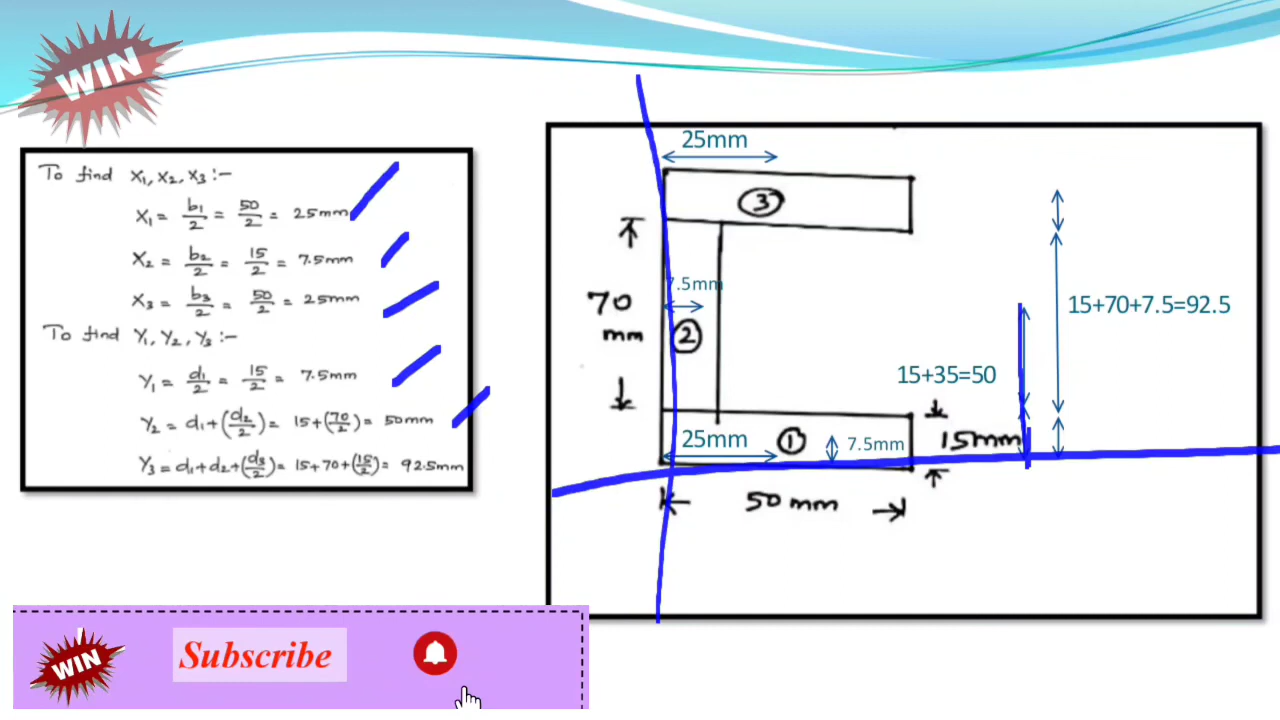 WIN
To find X1, X2, X3 :-
X1 = b1/2 = 50/2 = 25mm
X2 = b2/2 = 15/2 = 7.5mm
X3 = b3/2 = 50/2 = 25mm
To find Y1, Y2, Y3 :-
Y1 = d1/2 = 15/2 = 7.5mm
Y2 = d1+(d2/2) = 15+(70/2) = 50mm
Y3 = d1+d2+(d3/2) = 15+70+(15/2) = 92.5mm
25mm
3
7.5mm
70
mm
2
15+70+7.5=92.5
15+35=50
25mm
1
7.5mm
15mm
50mm
WIN
Subscribe